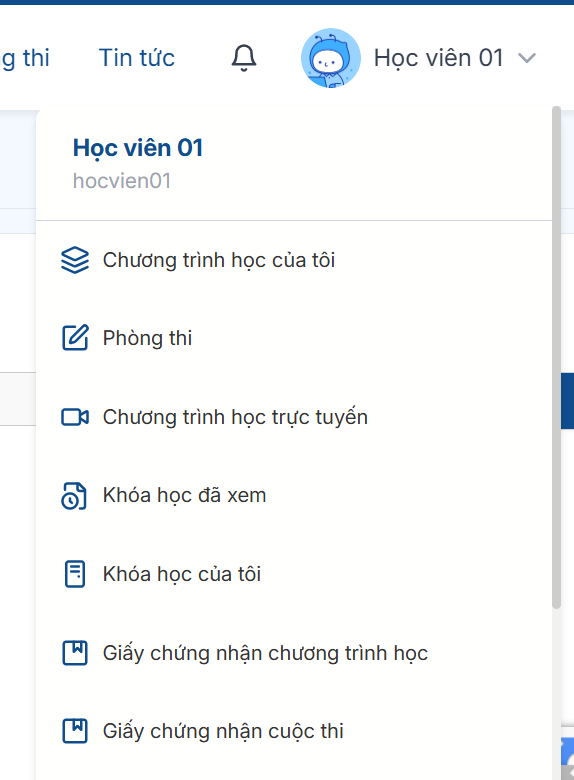 g thi Tin tức Học viên 01
Học viên 01
hocvien01
Chương trình học của tôi
Phòng thi
Chương trình học trực tuyến
Khóa học đã xem
Khóa học của tôi
Giấy chứng nhận chương trình học
Giấy chứng nhận cuộc thi